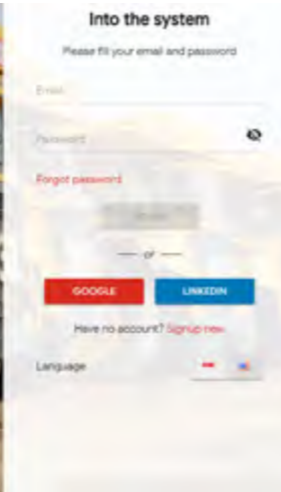 Into the system
Please fill your email and password
Email
Password
Forgot password
or
GOOGLE LINKEDIN
Have no account? Signup new
Language